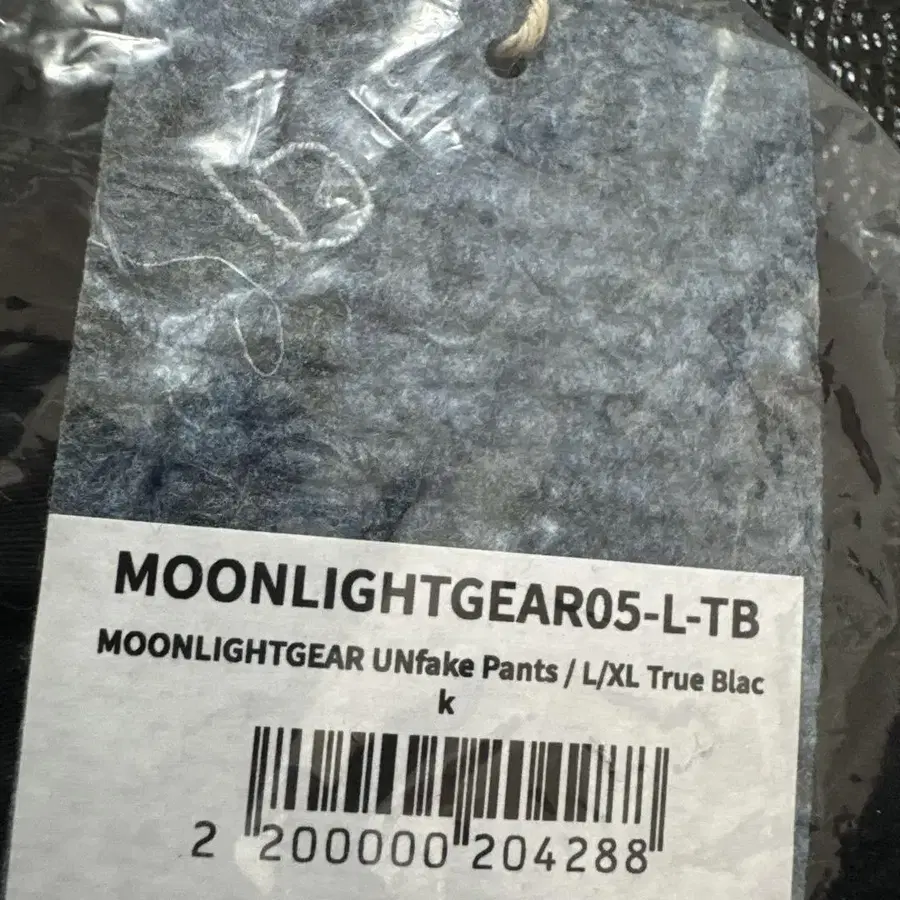 MOONLIGHTGEAR05-L-TB
MOONLIGHTGEAR UNfake Pants / L/XL True Blac
k
2 200000 204288